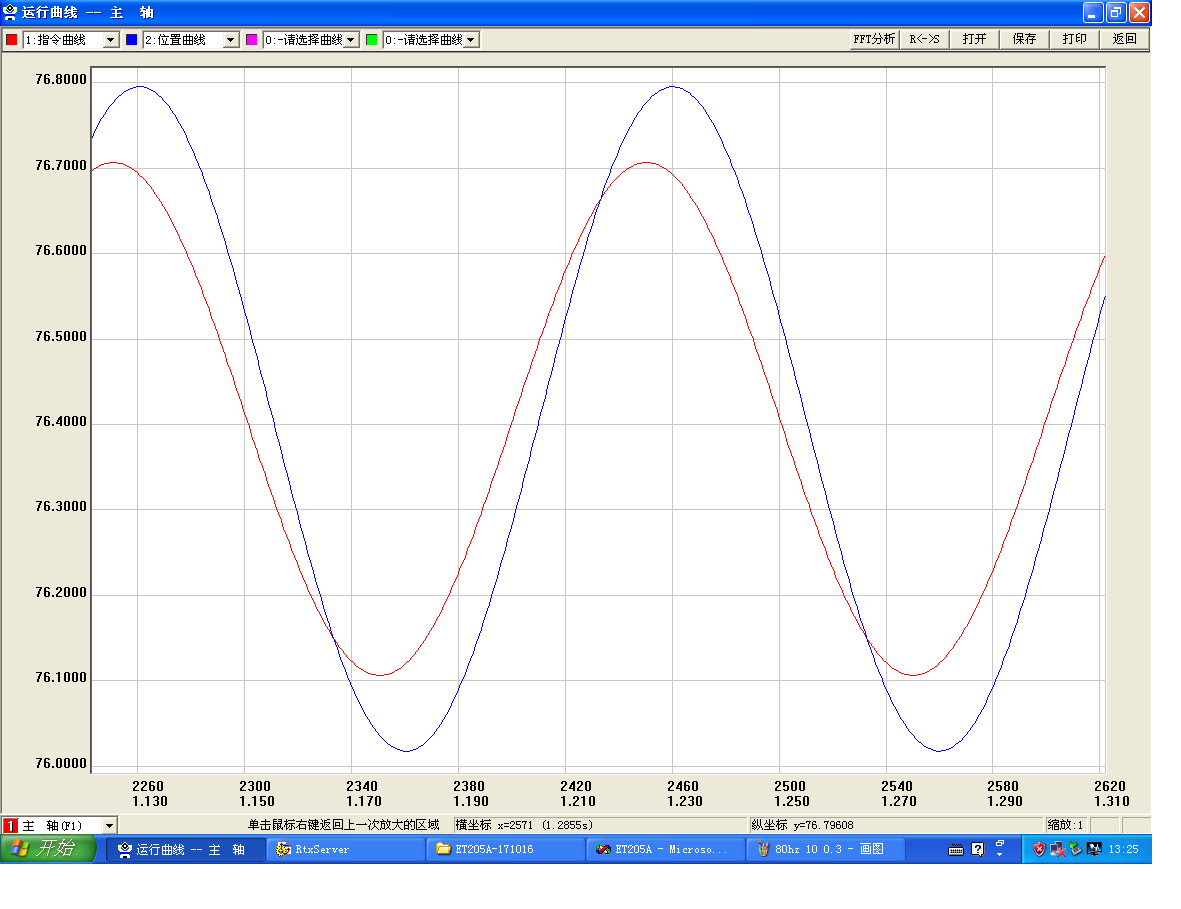 运行曲线 -- 主 轴
1:指令曲线 2:位置曲线 0:-请选择曲线 0:-请选择曲线 FFT分析 R<->S 打开 保存 打印 返回
76.8000
76.7000
76.6000
76.5000
76.4000
76.3000
76.2000
76.1000
76.0000
2260 2300 2340 2380 2420 2460 2500 2540 2580 2620
1.130 1.150 1.170 1.190 1.210 1.230 1.250 1.270 1.290 1.310
1 主 轴(F1) 单击鼠标右键返回上一次放大的区域 横坐标 x=2571 (1.2855s) 纵坐标 y=76.79608 缩放:1
开始 运行曲线 -- 主 轴 RtxServer ET205A-171016 ET205A - Microso... 80hz 10 0.3 - 画图 13:25